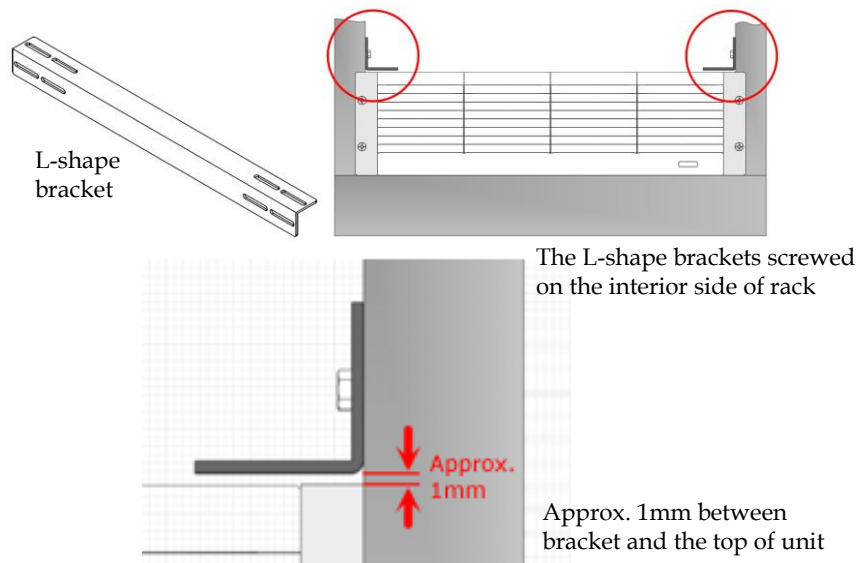 L-shape
bracket
The L-shape brackets screwed
on the interior side of rack
Approx.
1mm
Approx. 1mm between
bracket and the top of unit